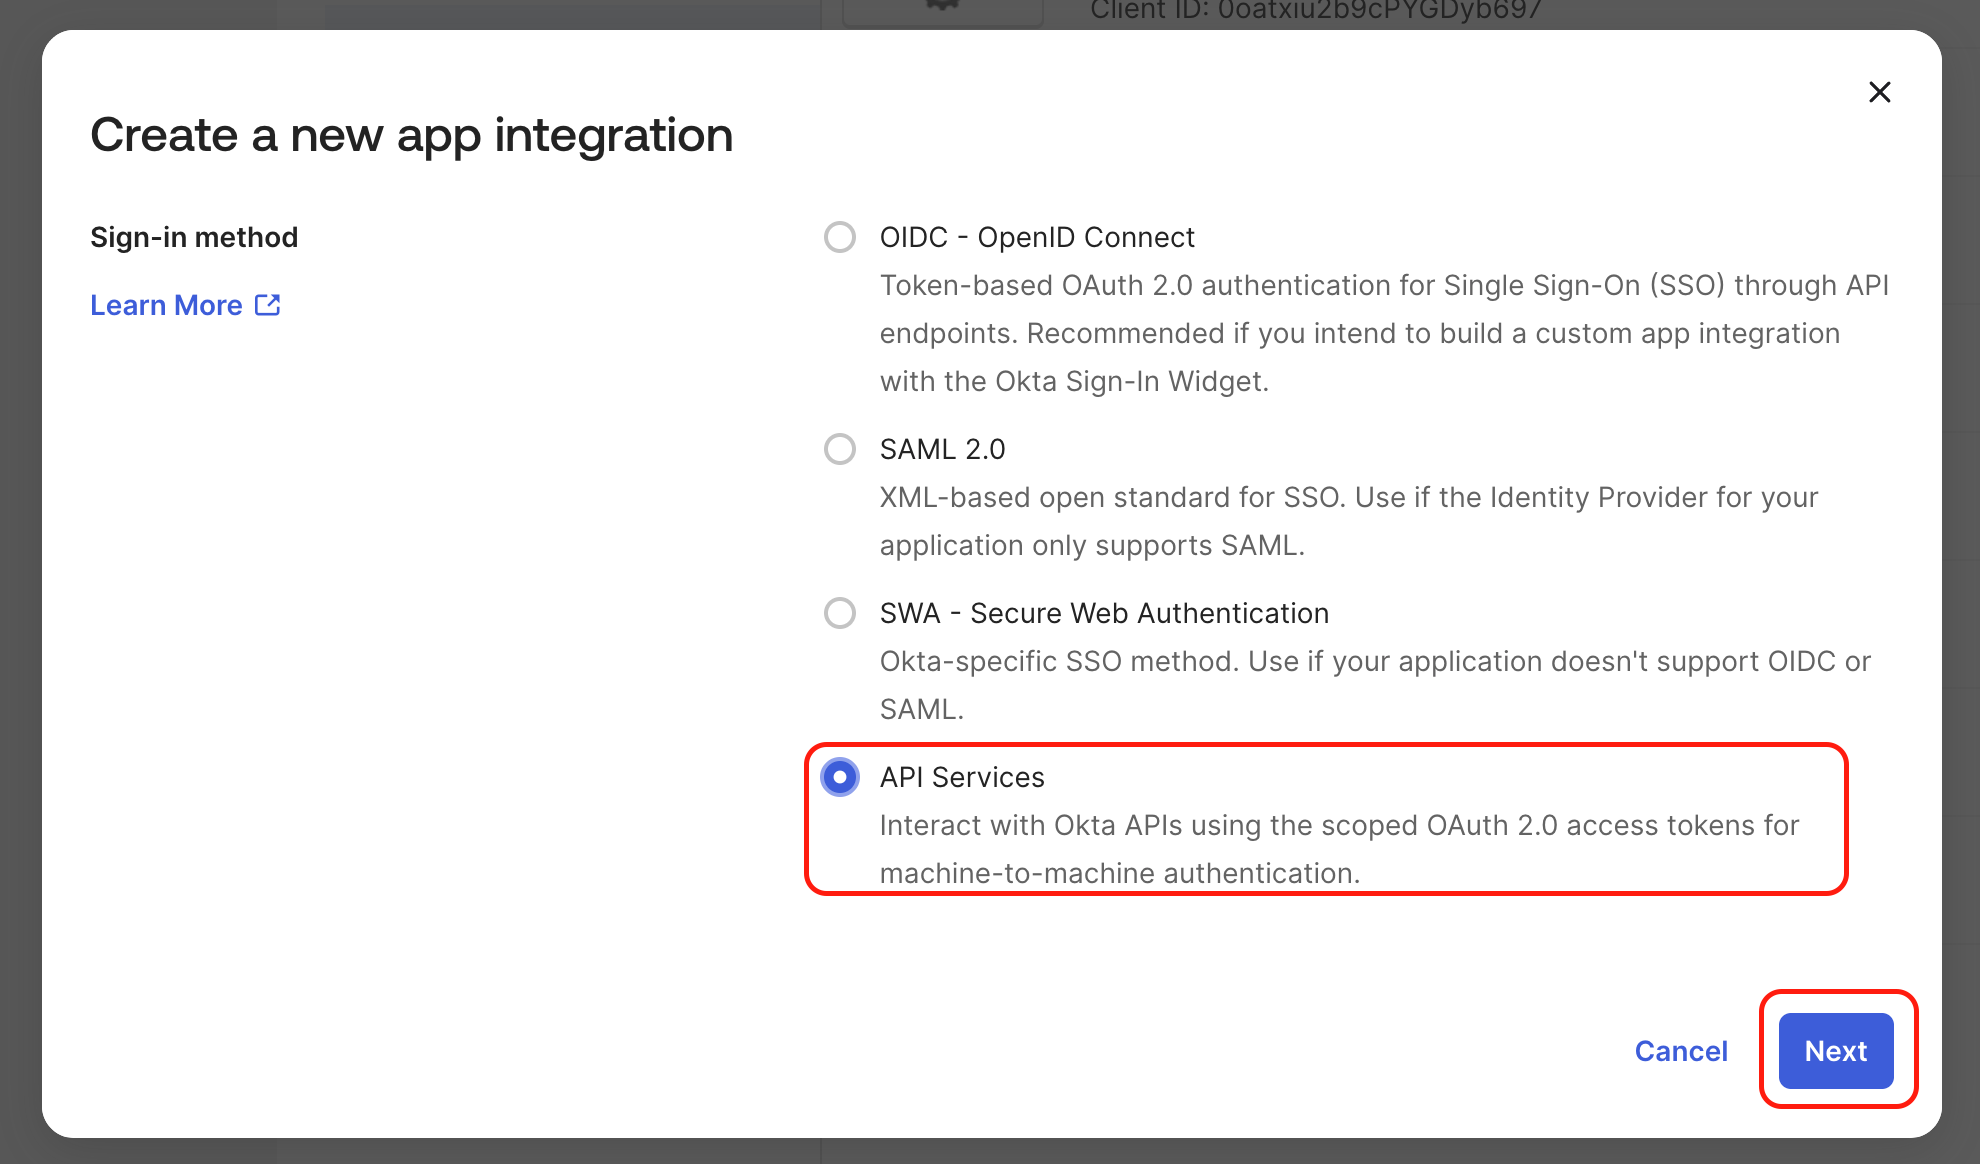 Client ID: 0oatxiu2b9cPYGDyb697
Create a new app integration
Sign-in method
Learn More
OIDC - OpenID Connect
Token-based OAuth 2.0 authentication for Single Sign-On (SSO) through API
endpoints. Recommended if you intend to build a custom app integration
with the Okta Sign-In Widget.
SAML 2.0
XML-based open standard for SSO. Use if the Identity Provider for your
application only supports SAML.
SWA - Secure Web Authentication
Okta-specific SSO method. Use if your application doesn't support OIDC or
SAML.
API Services
Interact with Okta APIs using the scoped OAuth 2.0 access tokens for
machine-to-machine authentication.
Cancel
Next